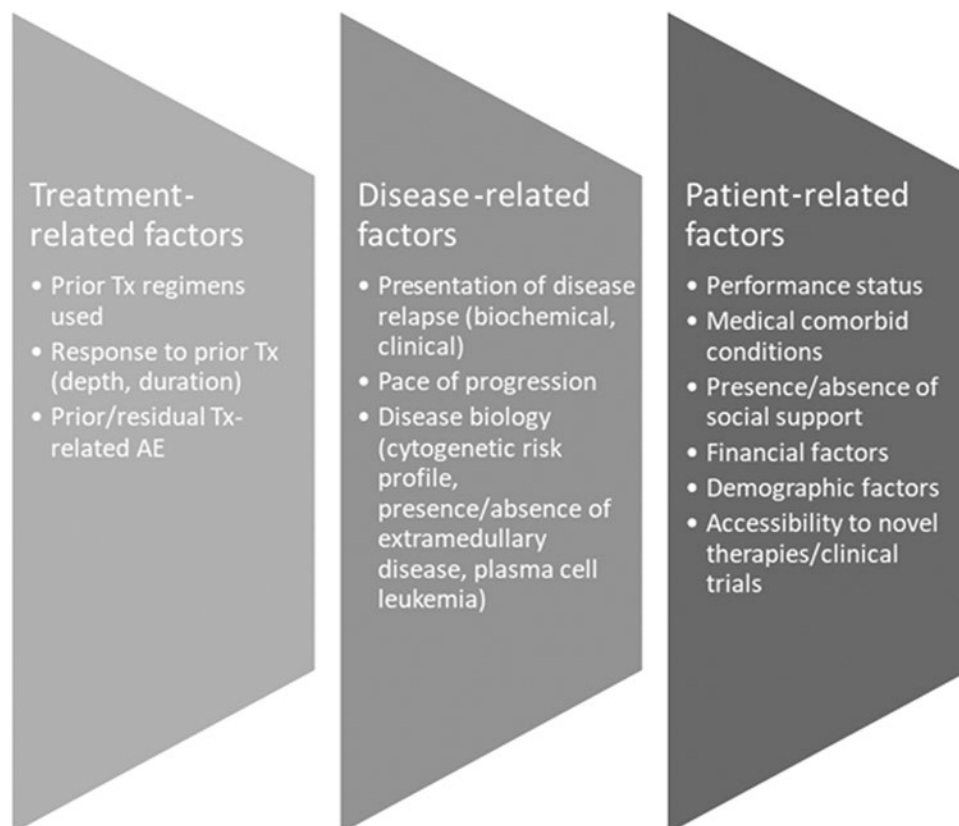 Treatment-
related factors
• Prior Tx regimens
used
• Response to prior Tx
(depth, duration)
• Prior/residual Tx-
related AE
Disease-related
factors
• Presentation of disease
relapse (biochemical,
clinical)
• Pace of progression
• Disease biology
(cytogenetic risk
profile,
presence/absence of
extramedullary
disease, plasma cell
leukemia)
Patient-related
factors
• Performance status
• Medical comorbid
conditions
• Presence/absence of
social support
• Financial factors
• Demographic factors
• Accessibility to novel
therapies/clinical
trials